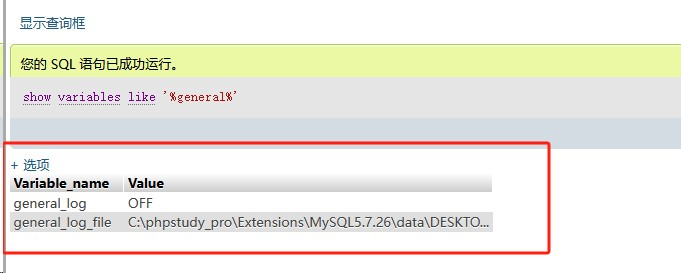 显示查询框
您的 SQL 语句已成功运行。
show variables like '%general%'
+ 选项
Variable_name Value
general_log OFF
general_log_file C:\phpstudy_pro\Extensions\MySQL5.7.26\data\DESKTO...